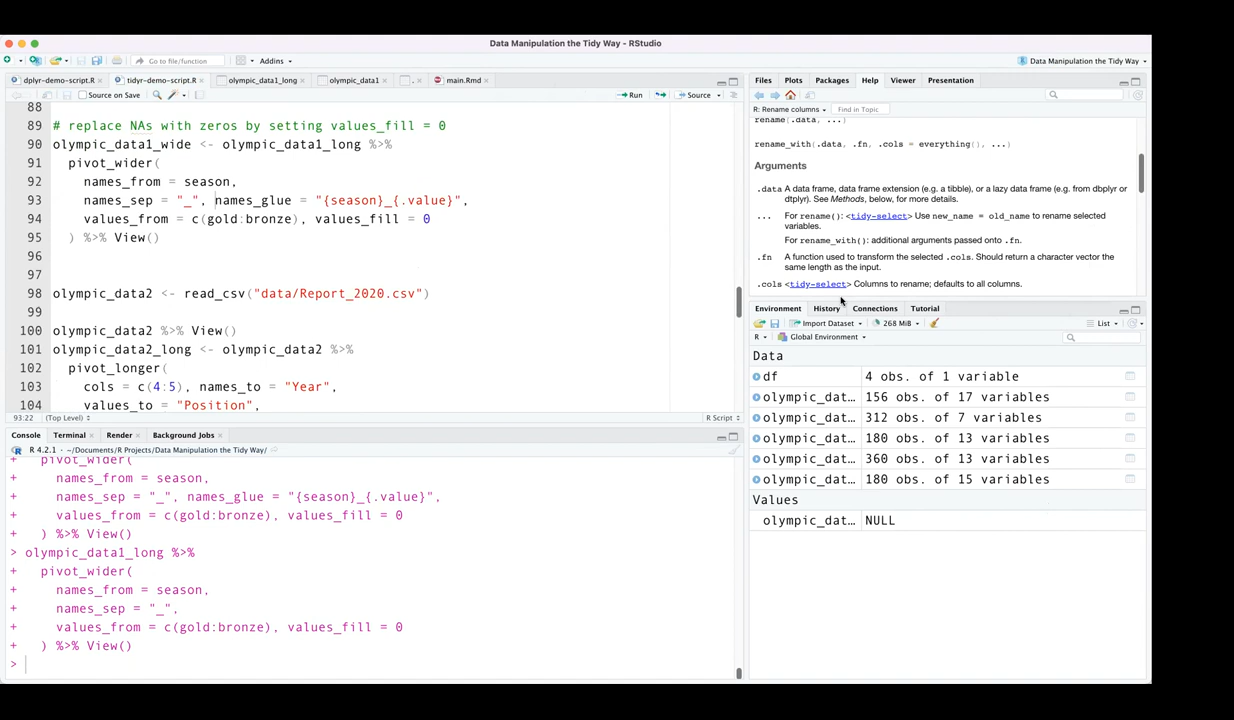 Data Manipulation the Tidy Way - RStudio
Go to file/function
Addins
Data Manipulation the Tidy Way
dplyr-demo-script.R
tidyr-demo-script.R
olympic_data1_long
olympic_data1
.
main.Rmd
Source on Save
Run
Source
88
89 # replace NAs with zeros by setting values_fill = 0
90 olympic_data1_wide <- olympic_data1_long %>%
91 pivot_wider(
92 names_from = season,
93 names_sep = "_", names_glue = "{season}_{.value}",
94 values_from = c(gold:bronze), values_fill = 0
95 ) %>% View()
96
97
98 olympic_data2 <- read_csv("data/Report_2020.csv")
99
100 olympic_data2 %>% View()
101 olympic_data2_long <- olympic_data2 %>%
102 pivot_longer(
103 cols = c(4:5), names_to = "Year",
104 values_to = "Position",
93:22 (Top Level)
R Script
Console
Terminal
Render
Background Jobs
R 4.2.1 · ~/Documents/R Projects/Data Manipulation the Tidy Way/
+ pivot_wider(
+ names_from = season,
+ names_sep = "_", names_glue = "{season}_{.value}",
+ values_from = c(gold:bronze), values_fill = 0
+ ) %>% View()
> olympic_data1_long %>%
+ pivot_wider(
+ names_from = season,
+ names_sep = "_",
+ values_from = c(gold:bronze), values_fill = 0
+ ) %>% View()
>
Files
Plots
Packages
Help
Viewer
Presentation
R: Rename columns
Find in Topic
rename(.data, ...)
rename_with(.data, .fn, .cols = everything(), ...)
Arguments
.data A data frame, data frame extension (e.g. a tibble), or a lazy data frame (e.g. from dbplyr or
dtplyr). See Methods, below, for more details.
... For rename(): <tidy-select> Use new_name = old_name to rename selected
variables.
For rename_with(): additional arguments passed onto .fn.
.fn A function used to transform the selected .cols. Should return a character vector the
same length as the input.
.cols <tidy-select> Columns to rename; defaults to all columns.
Environment
History
Connections
Tutorial
Import Dataset
268 MiB
List
R
Global Environment
Data
df 4 obs. of 1 variable
olympic_dat… 156 obs. of 17 variables
olympic_dat… 312 obs. of 7 variables
olympic_dat… 180 obs. of 13 variables
olympic_dat… 360 obs. of 13 variables
olympic_dat… 180 obs. of 15 variables
Values
olympic_dat… NULL